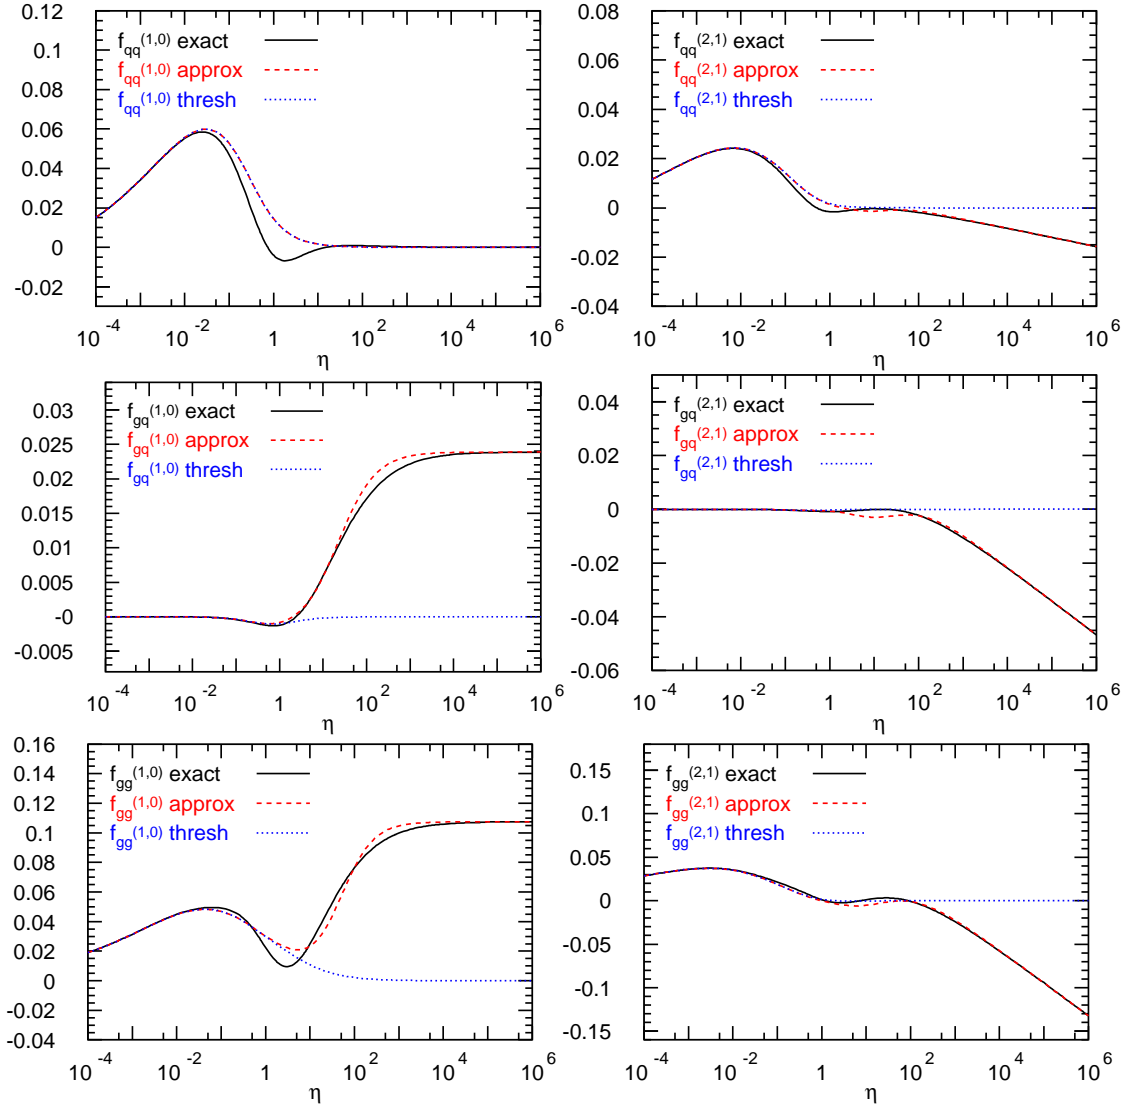 0.12
0.1
0.08
0.06
0.04
0.02
0
-0.02
f_qq^(1,0) exact
f_qq^(1,0) approx
f_qq^(1,0) thresh
10^-4 10^-2 1 10^2 10^4 10^6
η
0.08
0.06
0.04
0.02
0
-0.02
-0.04
f_qq^(2,1) exact
f_qq^(2,1) approx
f_qq^(2,1) thresh
10^-4 10^-2 1 10^2 10^4 10^6
η
0.03
0.025
0.02
0.015
0.01
0.005
-0
-0.005
f_gq^(1,0) exact
f_gq^(1,0) approx
f_gq^(1,0) thresh
10^-4 10^-2 1 10^2 10^4 10^6
η
0.04
0.02
0
-0.02
-0.04
-0.06
f_gq^(2,1) exact
f_gq^(2,1) approx
f_gq^(2,1) thresh
10^-4 10^-2 1 10^2 10^4 10^6
η
0.16
0.14
0.12
0.1
0.08
0.06
0.04
0.02
0
-0.02
-0.04
f_gg^(1,0) exact
f_gg^(1,0) approx
f_gg^(1,0) thresh
10^-4 10^-2 1 10^2 10^4 10^6
η
0.15
0.1
0.05
0
-0.05
-0.1
-0.15
f_gg^(2,1) exact
f_gg^(2,1) approx
f_gg^(2,1) thresh
10^-4 10^-2 1 10^2 10^4 10^6
η